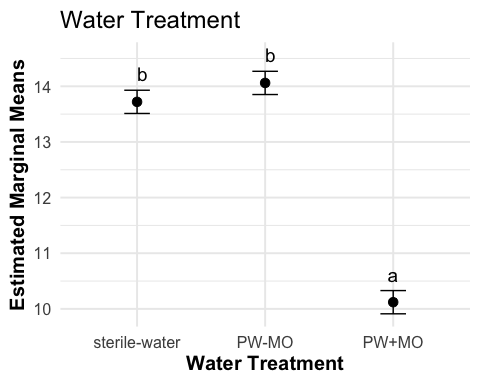 Water Treatment
Estimated Marginal Means
14
13
12
11
10
b
b
a
sterile-water
PW-MO
PW+MO
Water Treatment